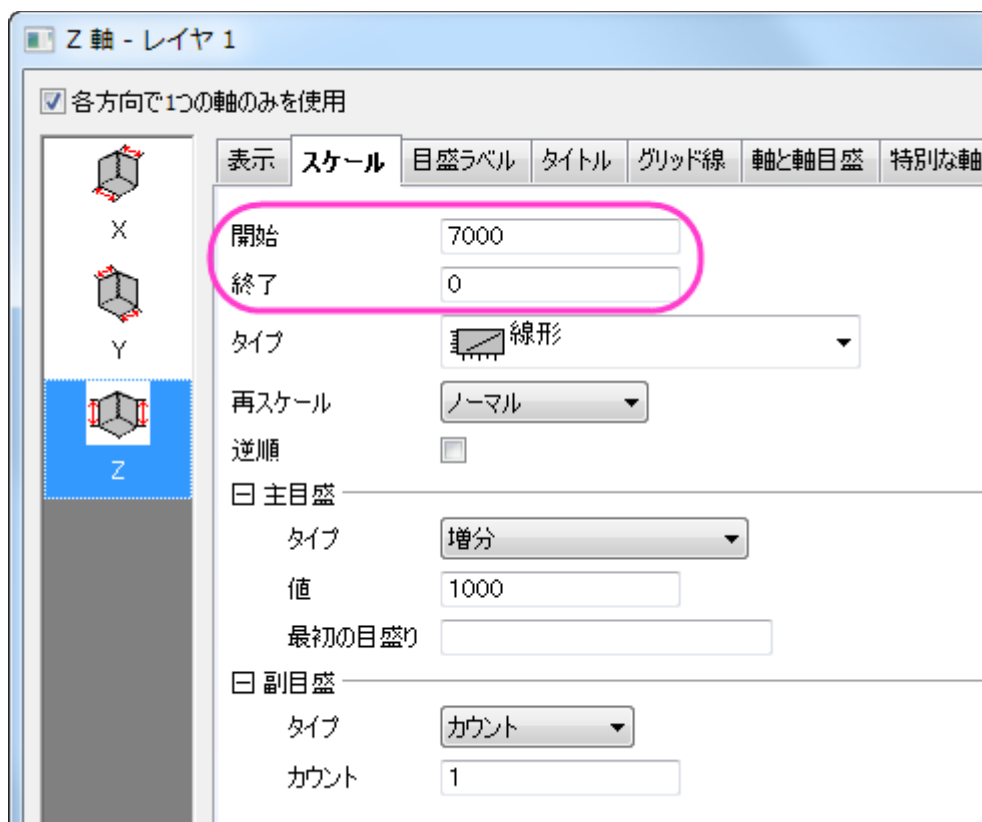 Z 軸 - レイヤ 1
各方向で1つの軸のみを使用
X
Y
Z
表示 スケール 目盛ラベル タイトル グリッド線 軸と軸目盛 特別な軸
開始 7000
終了 0
タイプ 線形
再スケール ノーマル
逆順
主目盛
タイプ 増分
値 1000
最初の目盛り
副目盛
タイプ カウント
カウント 1